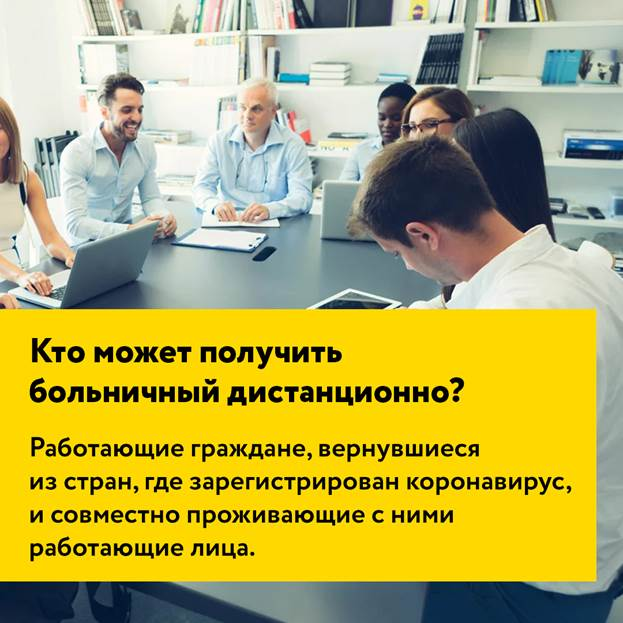 Кто может получить
больничный дистанционно?
Работающие граждане, вернувшиеся
из стран, где зарегистрирован коронавирус,
и совместно проживающие с ними
работающие лица.